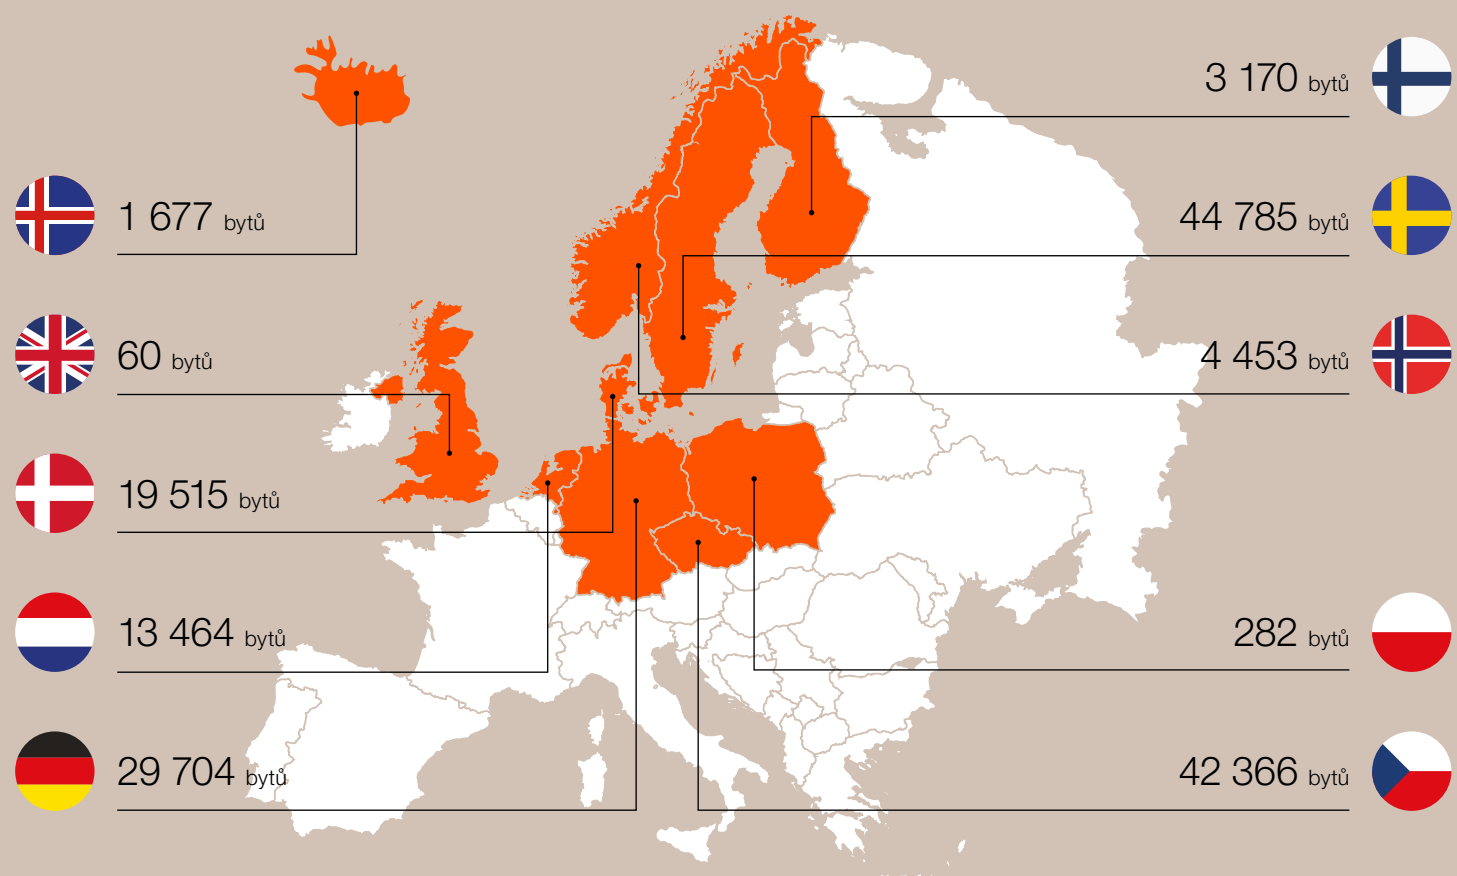 3 170 bytů
1 677 bytů
44 785 bytů
60 bytů
4 453 bytů
19 515 bytů
13 464 bytů
282 bytů
29 704 bytů
42 366 bytů